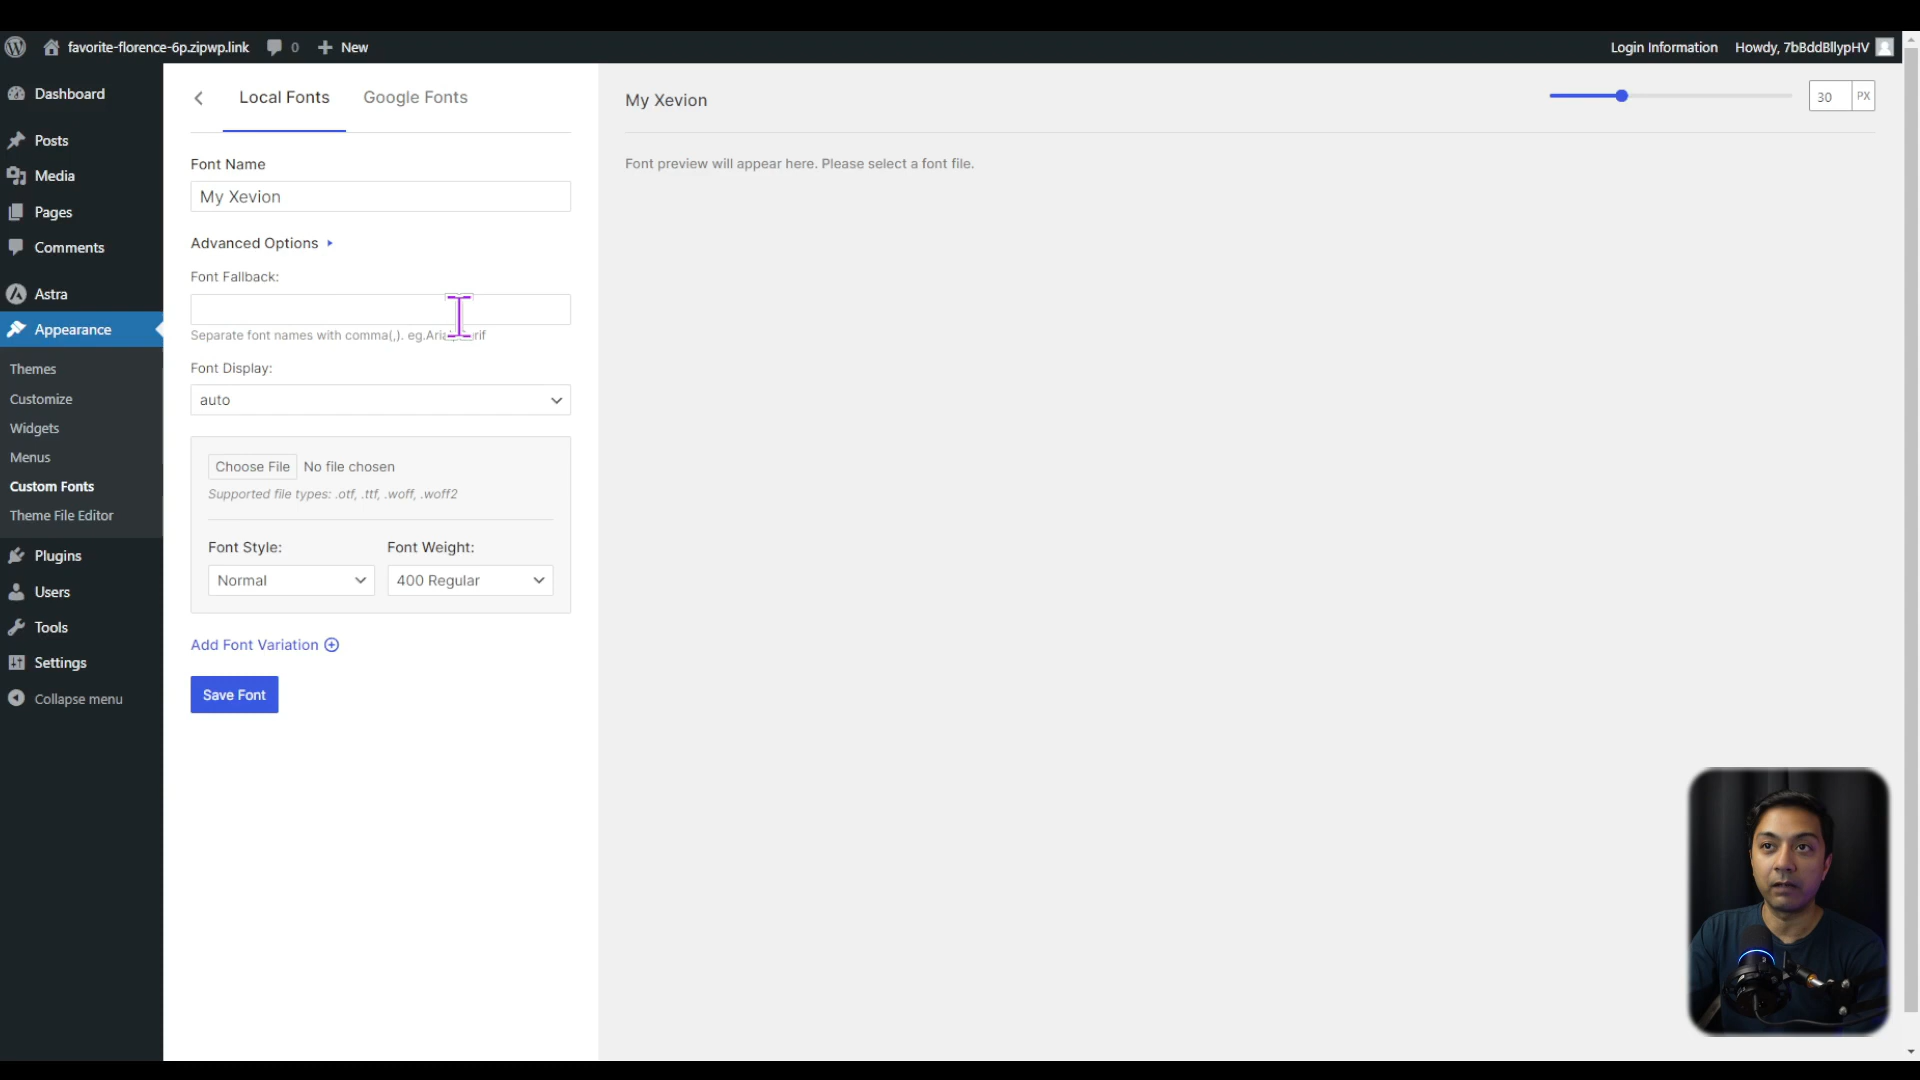 favorite-florence-6p.zipwp.link 0 New Login Information Howdy, 7bBddBllypHV
Dashboard
Posts
Media
Pages
Comments
Astra
Appearance
Themes
Customize
Widgets
Menus
Custom Fonts
Theme File Editor
Plugins
Users
Tools
Settings
Collapse menu
Local Fonts Google Fonts
Font Name
My Xevion
Advanced Options
Font Fallback:
Separate font names with comma(,). eg.
Font Display:
auto
Choose File No file chosen
Supported file types: .otf, .ttf, .woff, .woff2
Font Style: Font Weight:
Normal 400 Regular
Add Font Variation
Save Font
My Xevion 30 PX
Font preview will appear here. Please select a font file.